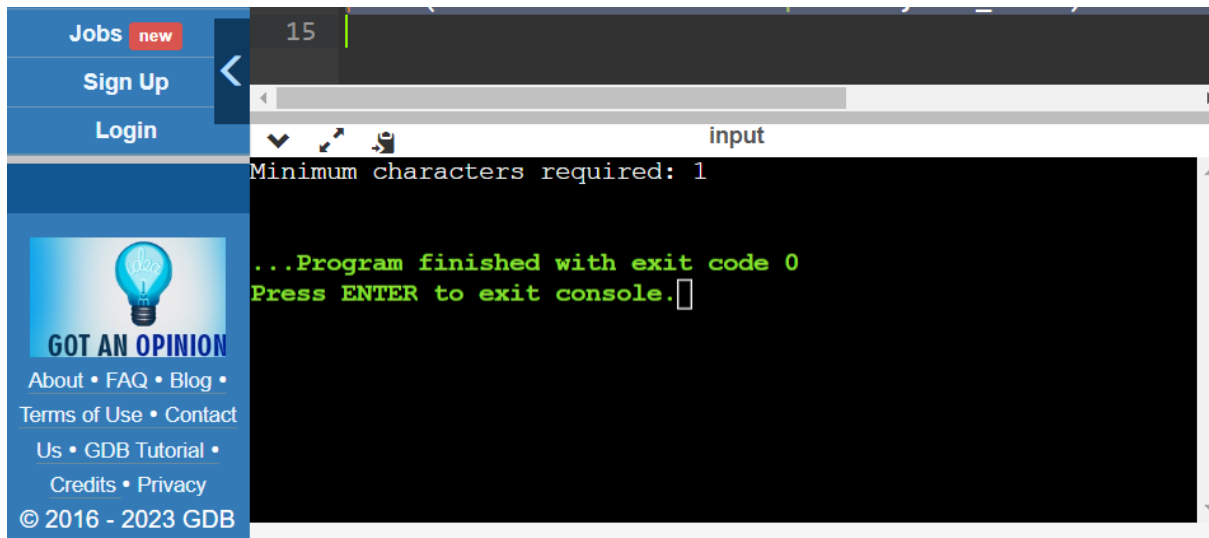 Jobs new
Sign Up
Login
15
input
Minimum characters required: 1
...Program finished with exit code 0
Press ENTER to exit console.
idea
GOT AN OPINION
About • FAQ • Blog •
Terms of Use • Contact
Us • GDB Tutorial •
Credits • Privacy
© 2016 - 2023 GDB